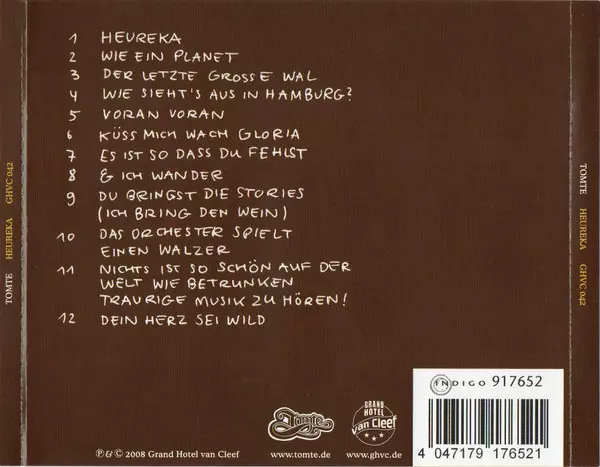 1 HEUREKA
2 WIE EIN PLANET
3 DER LETZTE GROSSE WAL
4 WIE SIEHT'S AUS IN HAMBURG?
5 VORAN VORAN
6 KÜSS MICH WACH GLORIA
7 ES IST SO DASS DU FEHLST
8 & ICH WANDER
9 DU BRINGST DIE STORIES
(ICH BRING DEN WEIN)
10 DAS ORCHESTER SPIELT
EINEN WALZER
11 NICHTS IST SO SCHÖN AUF DER
WELT WIE BETRUNKEN
TRAURIGE MUSIK ZU HÖREN!
12 DEIN HERZ SEI WILD
TOMTE HEUREKA GHVC 042
TOMTE HEUREKA GHVC 042
INDIGO 917652
4 047179 176521
Tomte
GRAND
HOTEL
van Cleef
℗ & © 2008 Grand Hotel van Cleef
www.tomte.de
www.ghvc.de